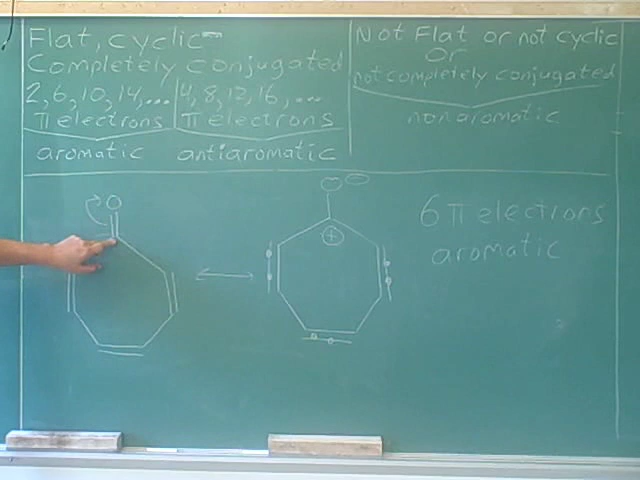 Flat, cyclic
Completely conjugated
2, 6, 10, 14, ...
π electrons
aromatic
4, 8, 12, 16, ...
π electrons
antiaromatic
Not Flat or not cyclic
or
not completely conjugated
nonaromatic
O
O ⊖
⊕
6 π electrons
aromatic